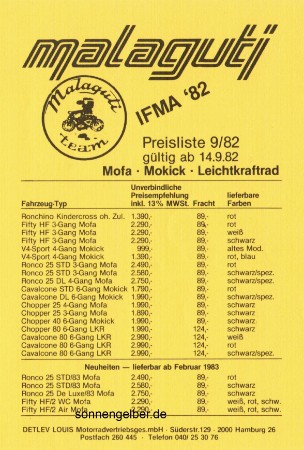 malaguti
Malaguti
team
IFMA '82
Preisliste 9/82
gültig ab 14.9.82
Mofa · Mokick · Leichtkraftrad
Fahrzeug-Typ Unverbindliche Preisempfehlung inkl. 13% MWSt. Fracht lieferbare Farben
Ronchino Kindercross oh. Zul. 1.390,- 89,- rot
Fifty HF 3-Gang Mofa 2.290,- 89,- rot
Fifty HF 3-Gang Mofa 2.290,- 89,- weiß
Fifty HF 3-Gang Mofa 2.290,- 89,- schwarz
V4-Sport 4-Gang Mokick 999,- 89,- altes Mod.
V4-Sport 4-Gang Mokick 1.390,- 89,- rot, blau
Ronco 25 STD 3-Gang Mofa 2.290,- 89,- rot
Ronco 25 STD 3-Gang Mofa 2.580,- 89,- schwarz/spez.
Ronco 25 DL 4-Gang Mofa 2.750,- 89,- schwarz/spez.
Cavalcone STD 6-Gang Mokick 1.790,- 89,- rot
Cavalcone DL 6-Gang Mokick 1.990,- 89,- schwarz/spez.
Chopper 25 4-Gang Mofa 2.290,- 89,- schwarz
Chopper 25 3-Gang Mofa 1.890,- 89,- schwarz
Chopper 40 6-Gang Mokick 1.990,- 89,- schwarz
Chopper 80 6-Gang LKR 1.990,- 124,- schwarz
Cavalcone 80 6-Gang LKR 2.990,- 124,- weiß
Cavalcone 80 6-Gang LKR 2.990,- 124,- rot
Cavalcone 80 6-Gang LKR 2.990,- 124,- schwarz/spez.
Neuheiten — lieferbar ab Februar 1983
Ronco 25 STD/83 Mofa 2.490,- 89,- rot
Ronco 25 STD/83 Mofa 2.580,- 89,- schwarz
Ronco 25 De Luxe/83 Mofa 2.750,- 89,- schwarz
Fifty HF/2 WC Mofa 2.290,- 89,- weiß, rot, schw.
Fifty HF/2 Air Mofa 2.290,- 89,- weiß, rot, schw.
sonnengelber.de
DETLEV LOUIS Motorradvertriebsges.mbH · Süderstr.129 · 2000 Hamburg 26
Postfach 260 445 · Telefon 040/ 25 30 76